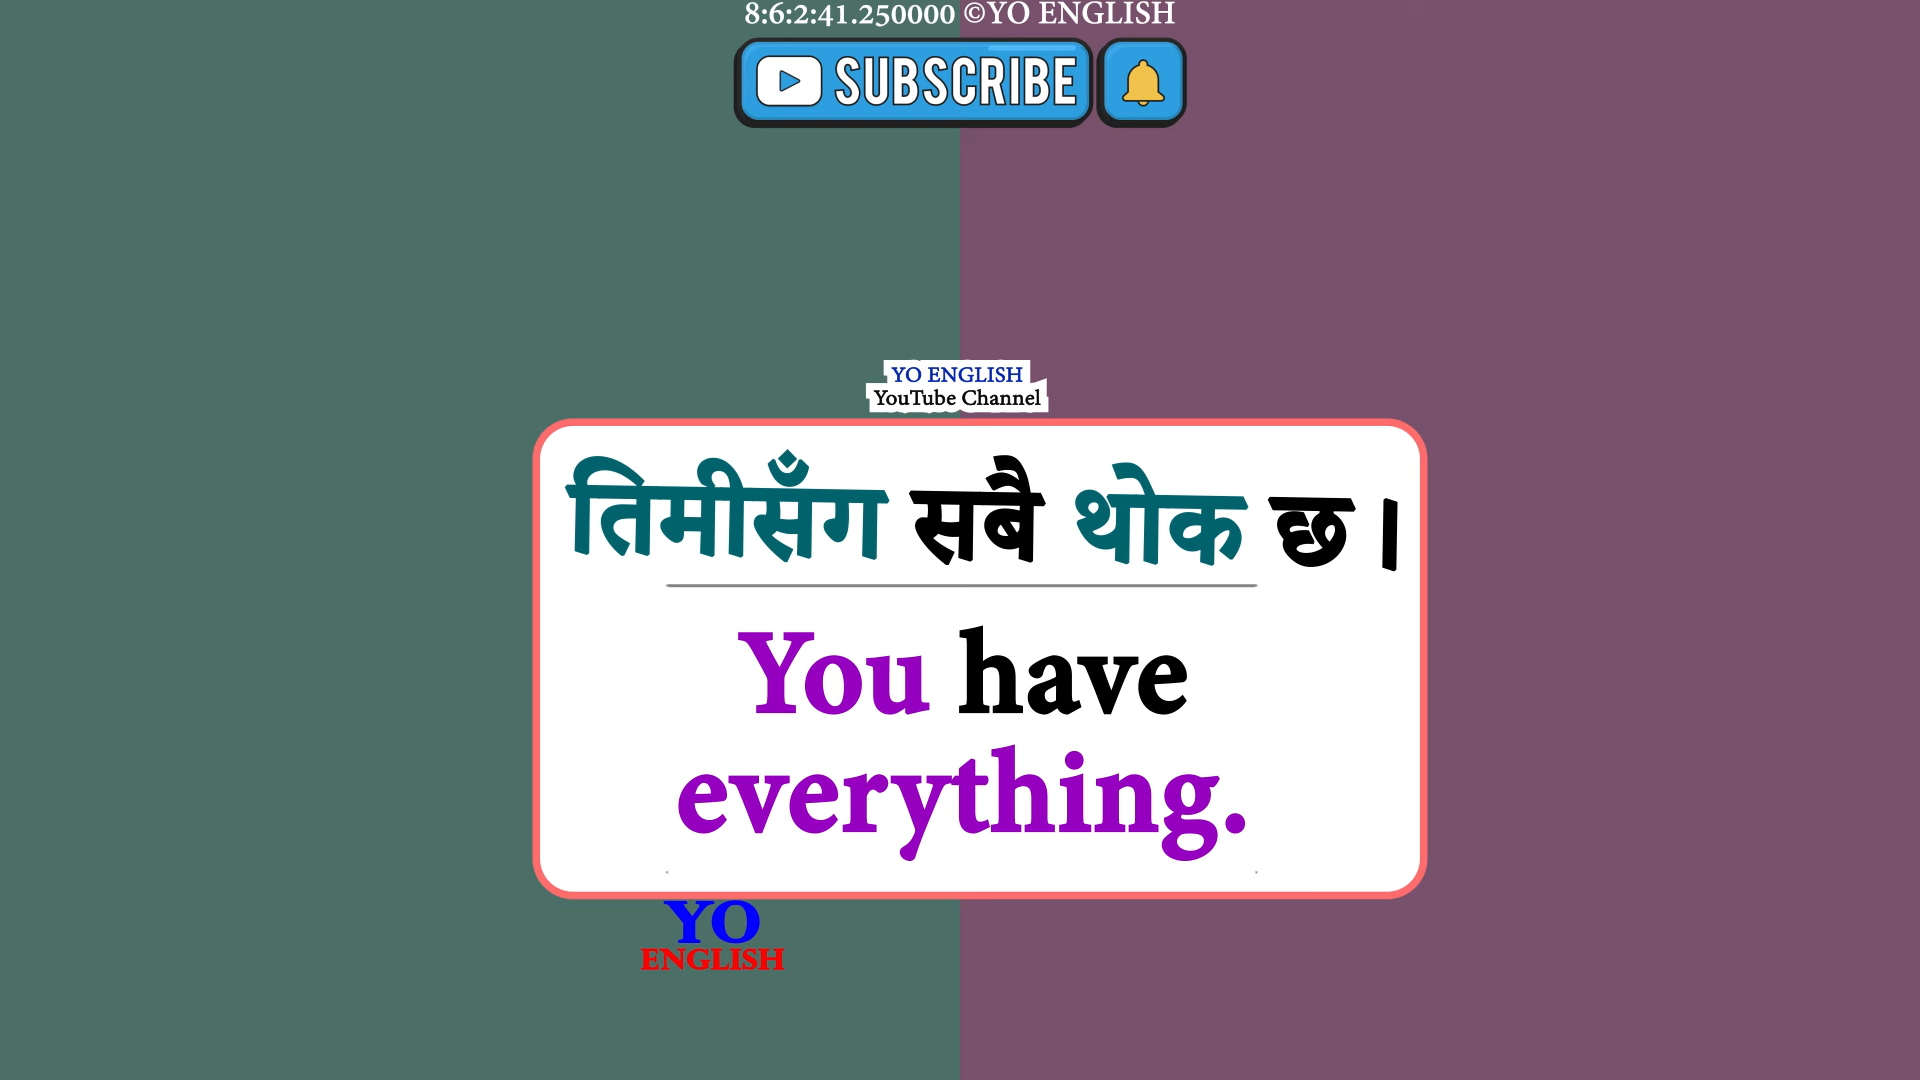 8:6:2:41.250000 ©YO ENGLISH
SUBSCRIBE
YO ENGLISH
YouTube Channel
तिमीसँग सबै थोक छ ।
You have
everything.
YO
ENGLISH